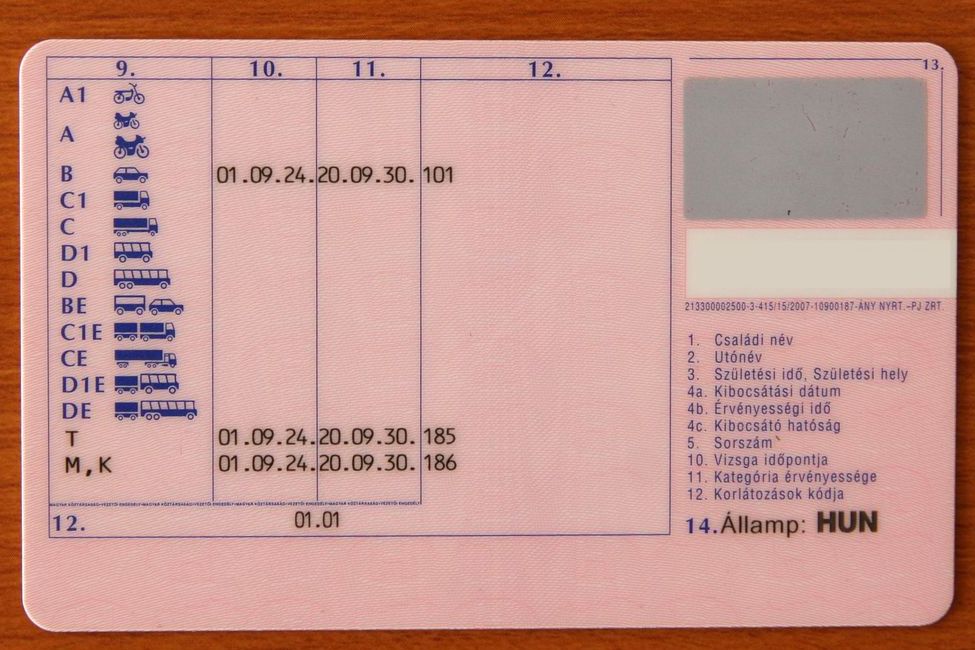 9. 10. 11. 12.
13.
A1
A
B 01.09.24. 20.09.30. 101
C1
C
D1
D
BE
C1E
CE
D1E
DE
T 01.09.24. 20.09.30. 185
M,K 01.09.24. 20.09.30. 186
12. 01.01
213300002500-3-415/15/2007-10900187-ÁNY NYRT.-PJ ZRT.
1. Családi név
2. Utónév
3. Születési idő, Születési hely
4a. Kibocsátási dátum
4b. Érvényességi idő
4c. Kibocsátó hatóság
5. Sorszám
10. Vizsga időpontja
11. Kategória érvényessége
12. Korlátozások kódja
14. Államp: HUN